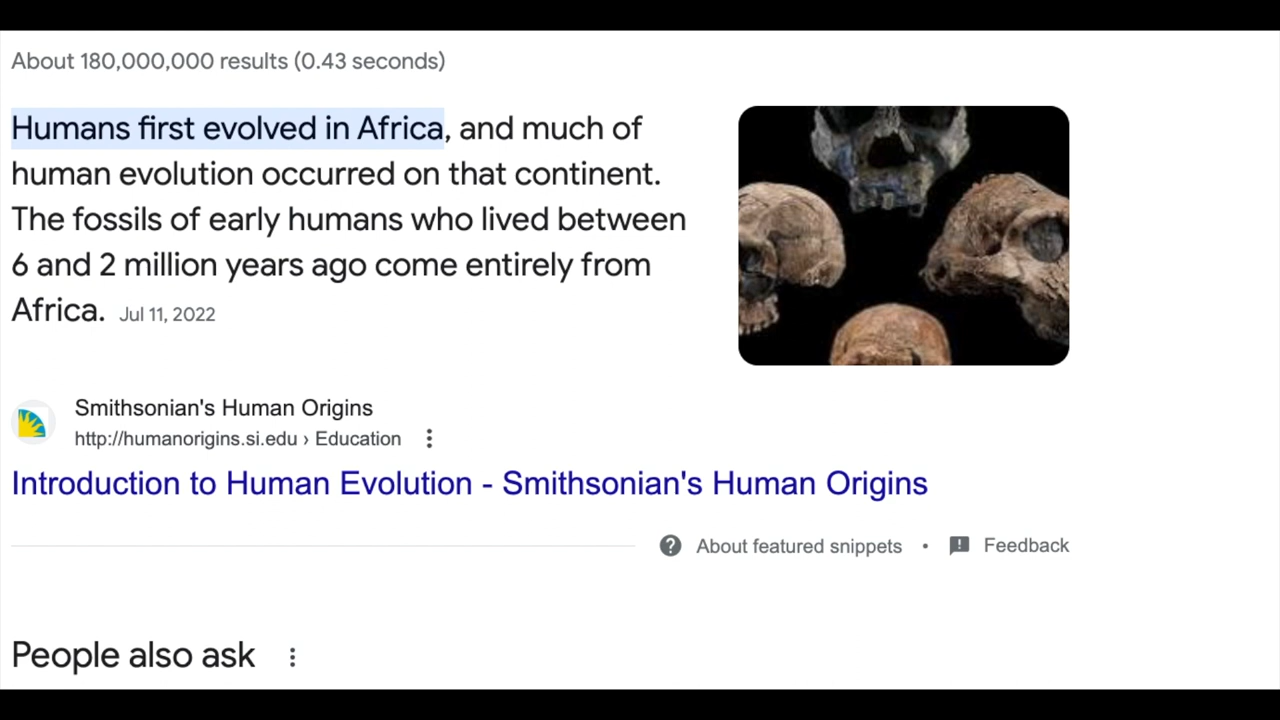 About 180,000,000 results (0.43 seconds)
Humans first evolved in Africa, and much of
human evolution occurred on that continent.
The fossils of early humans who lived between
6 and 2 million years ago come entirely from
Africa. Jul 11, 2022
Smithsonian's Human Origins
http://humanorigins.si.edu › Education
Introduction to Human Evolution - Smithsonian's Human Origins
About featured snippets • Feedback
People also ask